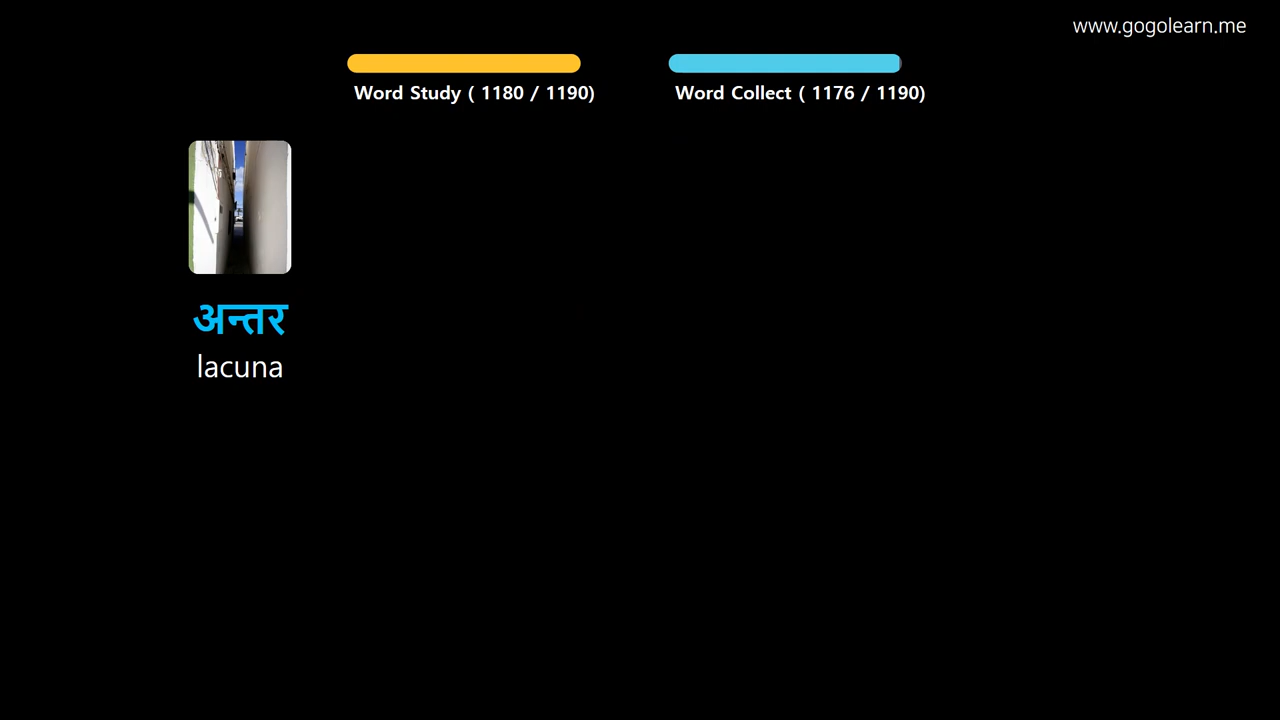 www.gogolearn.me
Word Study ( 1180 / 1190)
Word Collect ( 1176 / 1190)
अन्तर
lacuna